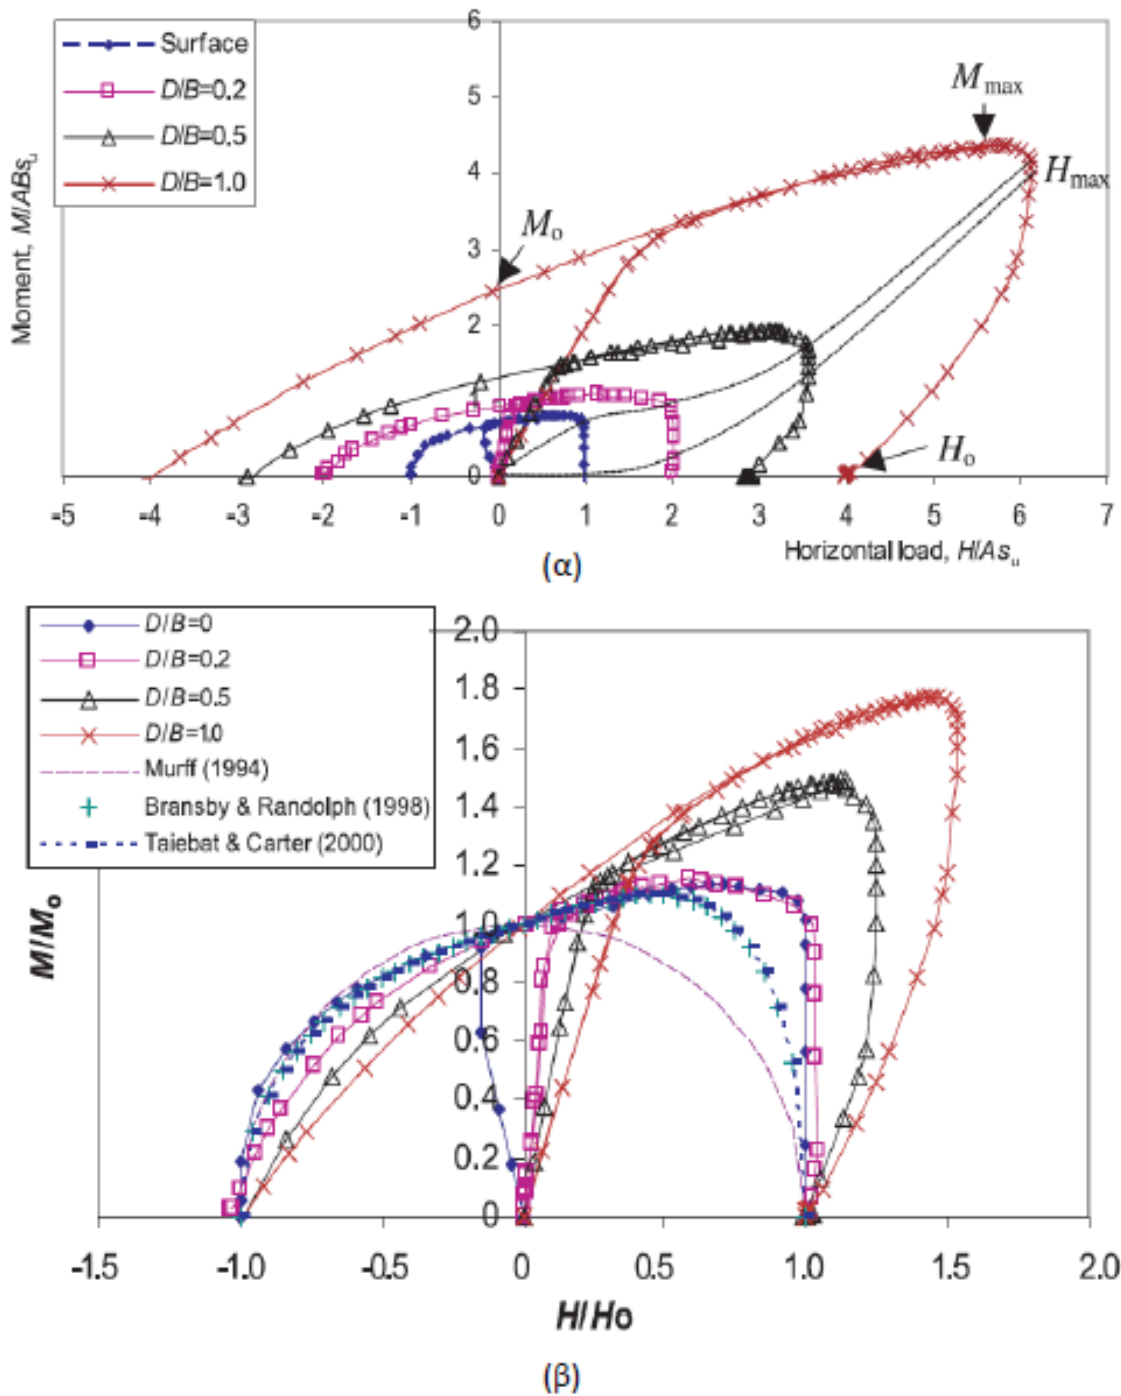 Surface
D/B=0.2
D/B=0.5
D/B=1.0
Moment, M/ABsᵤ
6
5
4
3
2
0
Mmax
Hmax
Mo
Ho
-5 -4 -3 -2 -1 0 1 2 3 4 5 6 7
Horizontal load, H/Asᵤ
(α)
D/B=0
D/B=0.2
D/B=0.5
D/B=1.0
Murff (1994)
Bransby & Randolph (1998)
Taiebat & Carter (2000)
M/Mo
2.0
1.8
1.6
1.4
1.2
1.0
0.8
0.6
0.4
0.2
0
-1.5 -1.0 -0.5 0 0.5 1.0 1.5 2.0
H/Ho
(β)